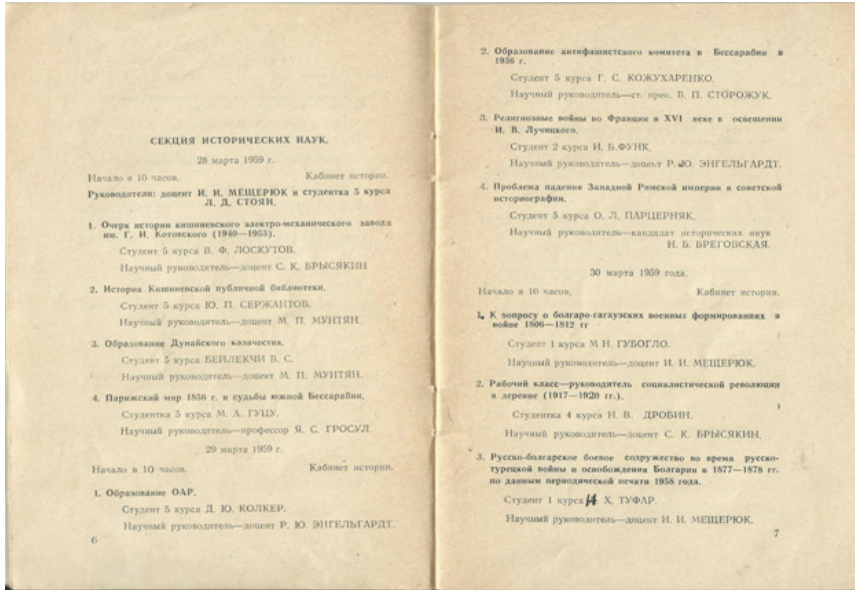 СЕКЦИЯ ИСТОРИЧЕСКИХ НАУК.
28 марта 1959 г.
Начало в 10 часов. Кабинет истории.
Руководители: доцент И. И. МЕЩЕРЮК и студентка 5 курса
Л. Д. СТОЯН.
1. Очерк истории кишиневского электро-механического завода
им. Г. И. Котовского (1940—1953).
Студент 5 курса В. Ф. ЛОСКУТОВ.
Научный руководитель—доцент С. К. БРЫСЯКИН
2. История Кишиневской публичной библиотеки.
Студент 5 курса Ю. П. СЕРЖАНТОВ.
Научный руководитель—доцент М. П. МУНТЯН.
3. Образование Дунайского казачества.
Студент 5 курса БЕЙЛЕКЧИ В. С.
Научный руководитель—доцент М. П. МУНТЯН.
4. Парижский мир 1856 г. и судьбы южной Бессарабии.
Студентка 5 курса М. А. ГУЦУ.
Научный руководитель—профессор Я. С. ГРОСУЛ.
29 марта 1959 г.
Начало в 10 часов. Кабинет истории.
1. Образование ОАР.
Студент 5 курса Д. Ю. КОЛКЕР.
Научный руководитель—доцент Р. Ю. ЭНГЕЛЬГАРДТ.
6
2. Образование антифашистского комитета в Бессарабии в
1936 г.
Студент 5 курса Г. С. КОЖУХАРЕНКО.
Научный руководитель—ст. преп. В. П. СТОРОЖУК.
3. Религиозные войны во Франции в XVI веке в освещении
И. В. Лучицкого.
Студент 2 курса И. Б.ФУНК.
Научный руководитель—доцент Р. Ю. ЭНГЕЛЬГАРДТ.
4. Проблема падения Западной Римской империи в советской
историографии.
Студент 5 курса О. Л. ПАРЦЕРНЯК.
Научный руководитель—кандидат исторических наук
Н. Б. БРЕГОВСКАЯ.
30 марта 1959 года.
Начало в 10 часов. Кабинет истории.
1. К вопросу о болгаро-гагаузских военных формированиях в
войне 1806—1812 гг
Студент 1 курса М Н. ГУБОГЛО.
Научный руководитель—доцент И. И. МЕЩЕРЮК.
2. Рабочий класс—руководитель социалистической революции
в деревне (1917—1920 гг.).
Студентка 4 курса Н. В. ДРОБИН.
Научный руководитель—доцент С. К. БРЫСЯКИН.
3. Русско-болгарское боевое содружество во время русско-
турецкой войны и освобождения Болгарии в 1877—1878 гг.
по данным периодической печати 1958 года.
Студент 1 курса Х. ТУФАР.
Научный руководитель—доцент И. И. МЕЩЕРЮК.
7